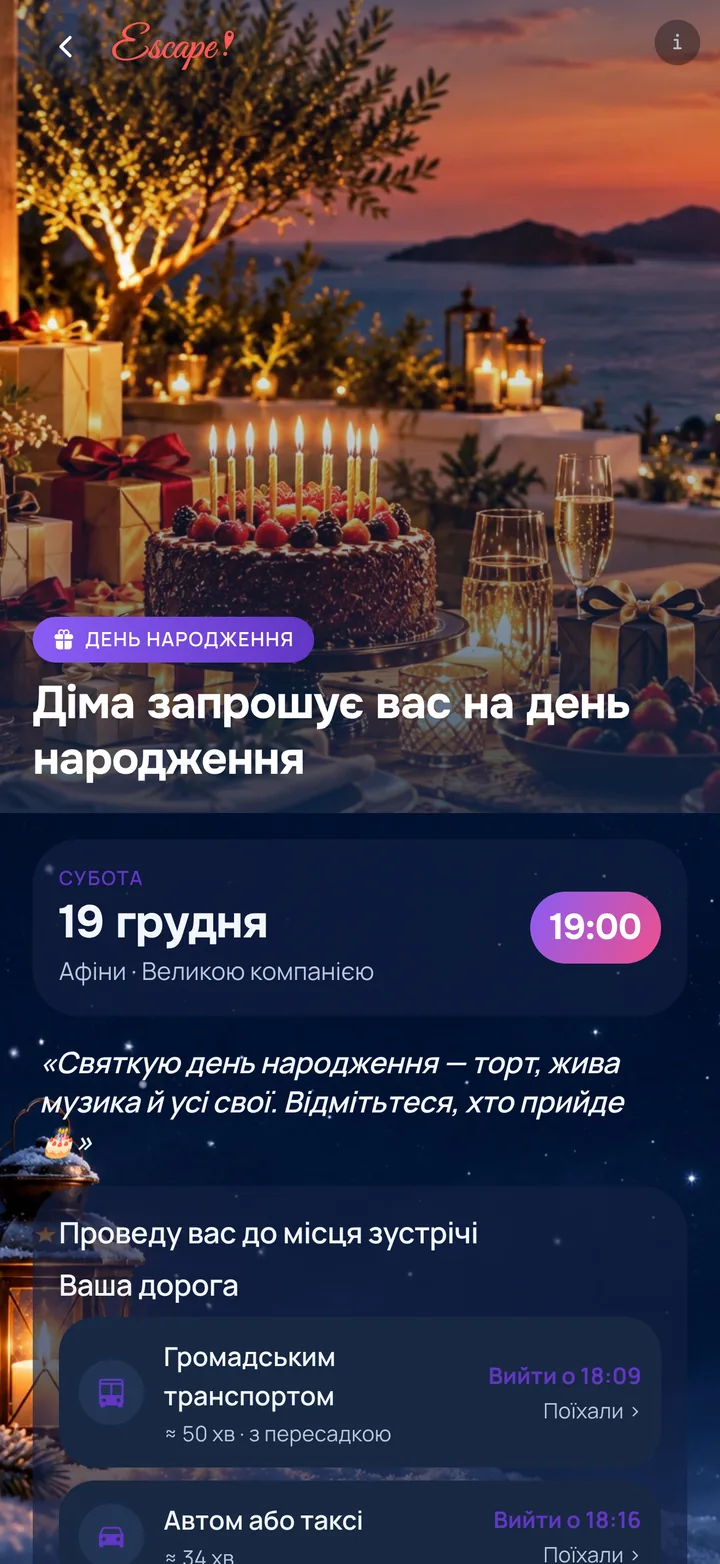 Escape!
i
ДЕНЬ НАРОДЖЕННЯ
Діма запрошує вас на день
народження
СУБОТА
19 грудня
19:00
Афіни · Великою компанією
«Святкую день народження — торт, жива
музика й усі свої. Відмітьтеся, хто прийде
🎂»
Проведу вас до місця зустрічі
Ваша дорога
Громадським
транспортом
≈ 50 хв · з пересадкою
Вийти о 18:09
Поїхали ›
Автом або таксі
≈ 34 хв
Вийти о 18:16
Поїхали ›